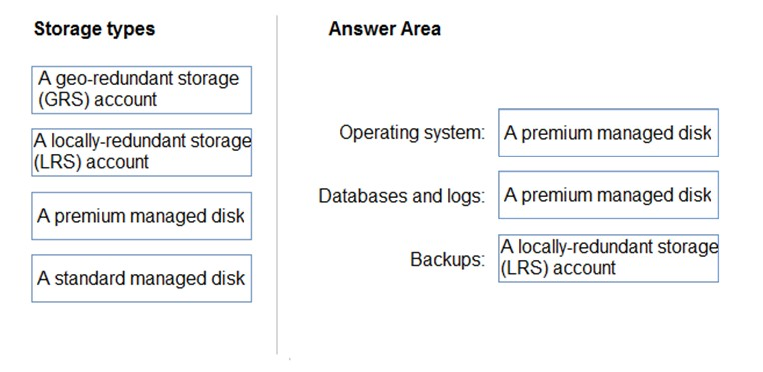 Storage types
A geo-redundant storage
(GRS) account
A locally-redundant storage
(LRS) account
A premium managed disk
A standard managed disk
Answer Area
Operating system:
A premium managed disk
Databases and logs:
A premium managed disk
Backups:
A locally-redundant storage
(LRS) account